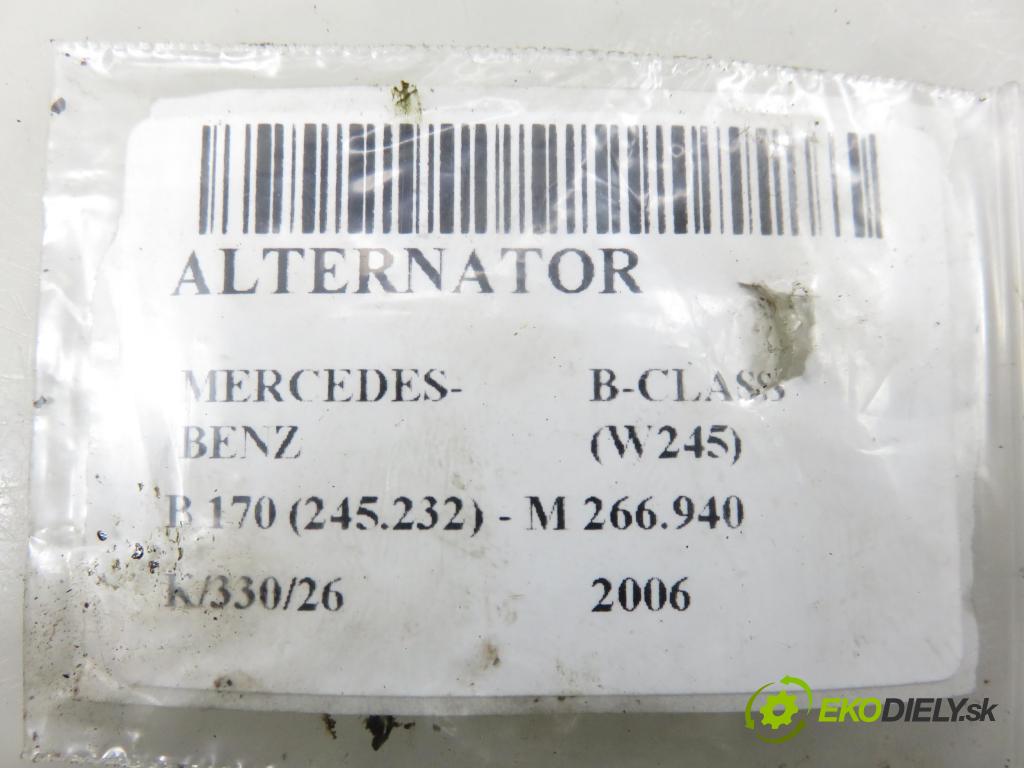 ALTERNATOR
MERCEDES-BENZ
B-CLASS (W245)
B 170 (245.232) - M 266.940
K/330/26
2006
EKODIELY.sk